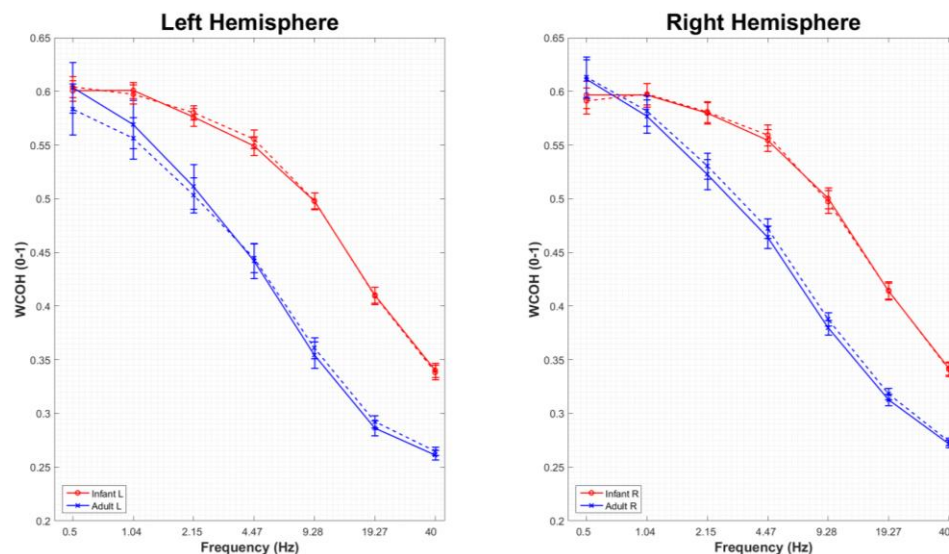 Left Hemisphere
0.65
0.6
0.55
0.5
0.45
0.4
0.35
0.3
0.25
0.2
WCOH (0-1)
Infant L
Adult L
0.5 1.04 2.15 4.47 9.28 19.27 40
Frequency (Hz)
Right Hemisphere
0.65
0.6
0.55
0.5
0.45
0.4
0.35
0.3
0.25
0.2
WCOH (0-1)
Infant R
Adult R
0.5 1.04 2.15 4.47 9.28 19.27 40
Frequency (Hz)